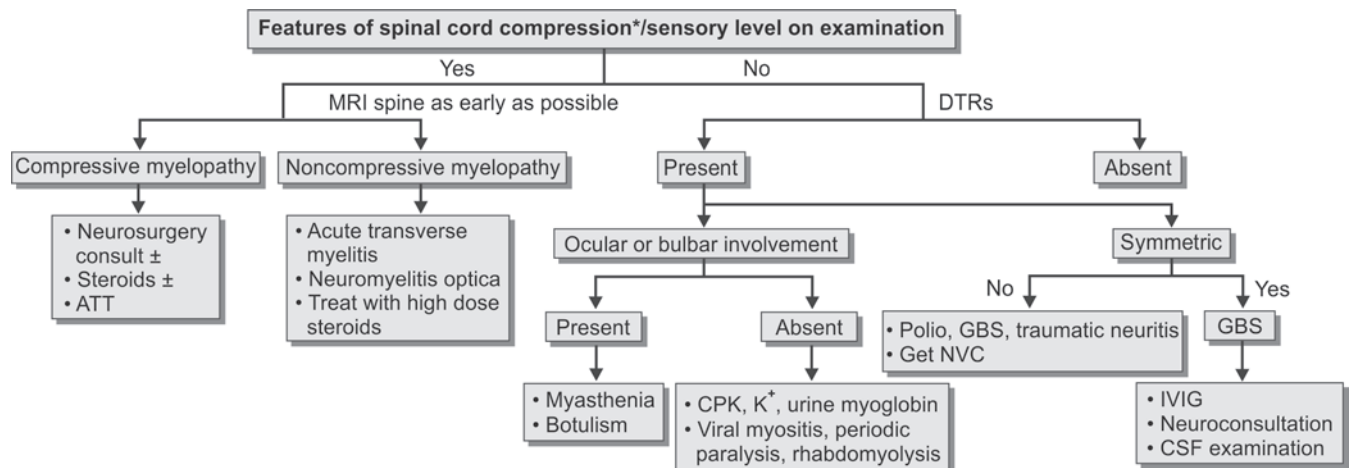 Features of spinal cord compression*/sensory level on examination
Yes
No
MRI spine as early as possible
DTRs
Compressive myelopathy
Noncompressive myelopathy
Present
Absent
• Neurosurgery
consult ±
• Steroids ±
• ATT
• Acute transverse
myelitis
• Neuromyelitis optica
• Treat with high dose
steroids
Ocular or bulbar involvement
Symmetric
No
Yes
Present
Absent
• Polio, GBS, traumatic neuritis
• Get NVC
GBS
• Myasthenia
• Botulism
• CPK, K⁺, urine myoglobin
• Viral myositis, periodic
paralysis, rhabdomyolysis
• IVIG
• Neuroconsultation
• CSF examination